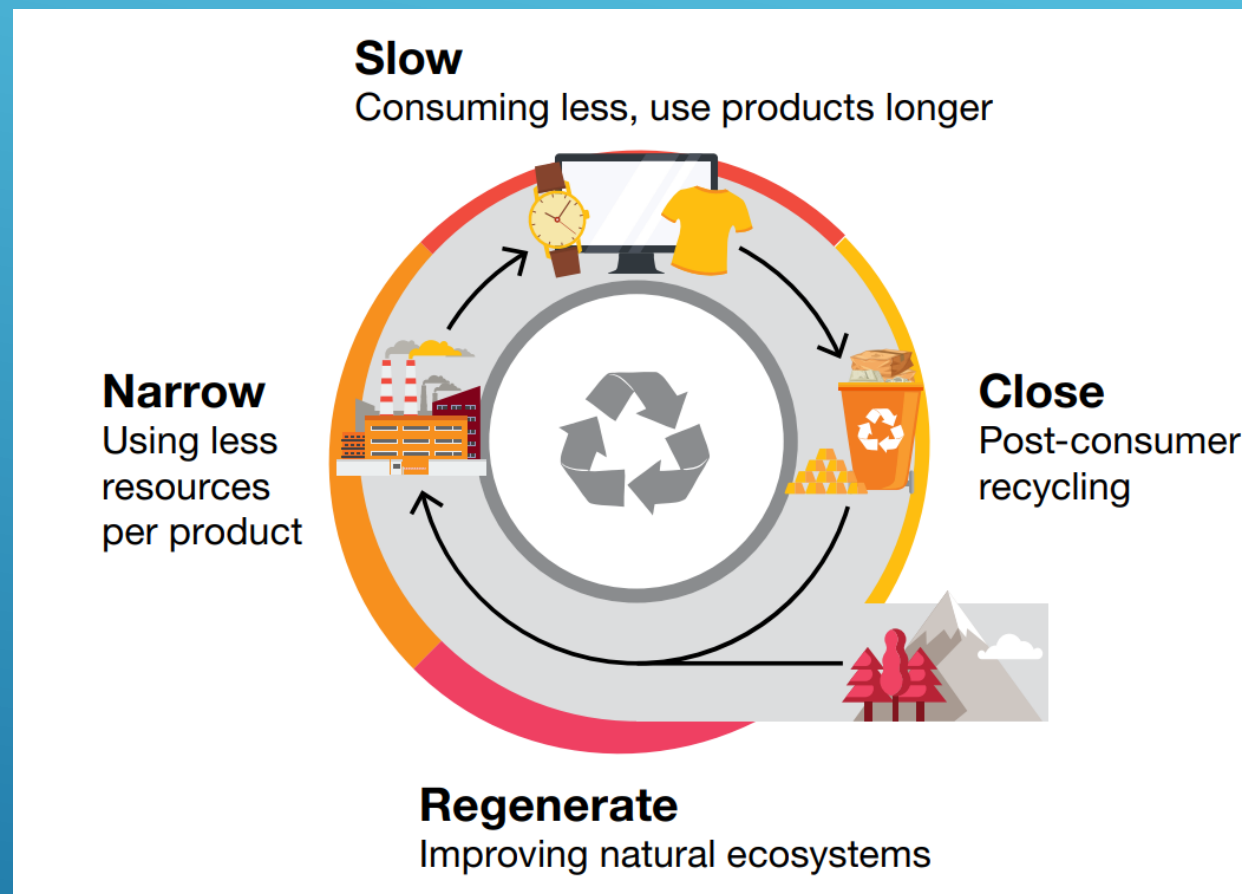 Slow
Consuming less, use products longer
Narrow
Using less
resources
per product
Close
Post-consumer
recycling
Regenerate
Improving natural ecosystems